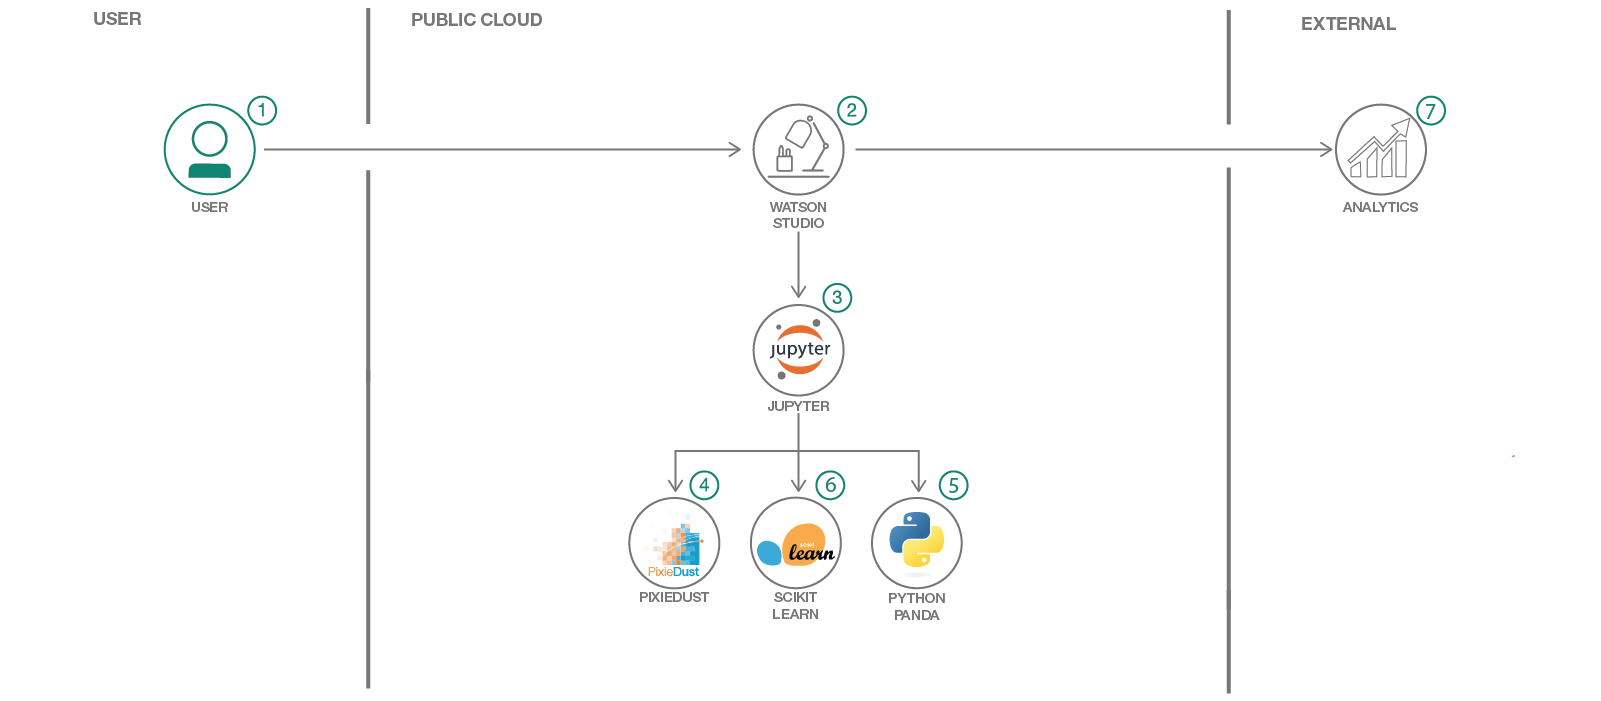 USER
PUBLIC CLOUD
EXTERNAL
1
2
7
USER
WATSON
STUDIO
ANALYTICS
3
jupyter
JUPYTER
4
6
5
PixieDust
scikit
learn
PIXIEDUST
SCIKIT
LEARN
PYTHON
PANDA